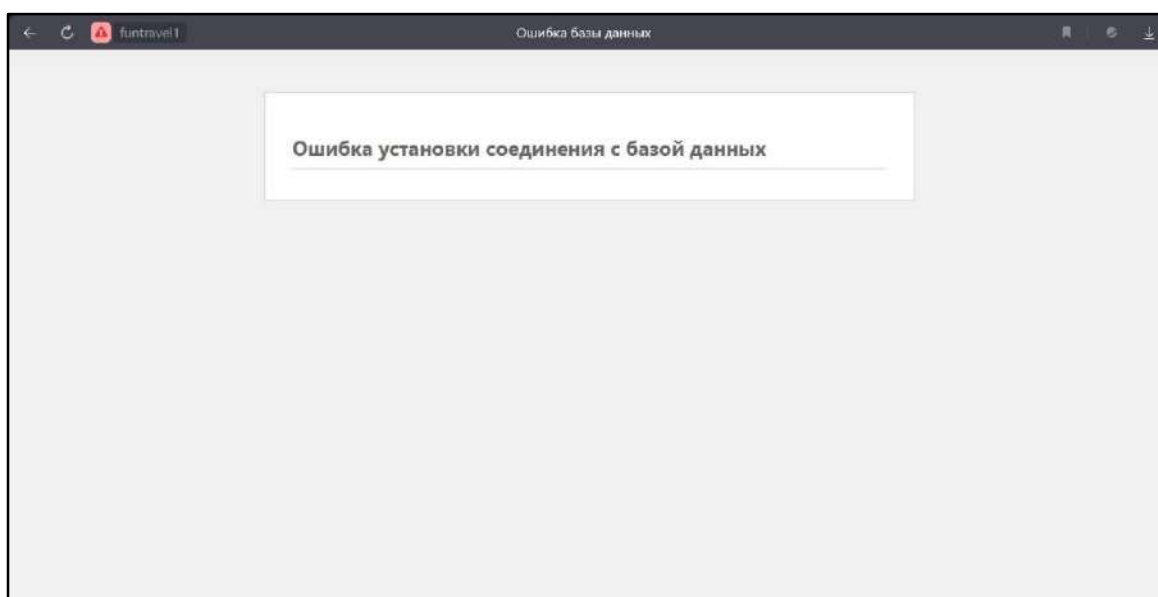 funtravel1
Ошибка базы данных
Ошибка установки соединения с базой данных